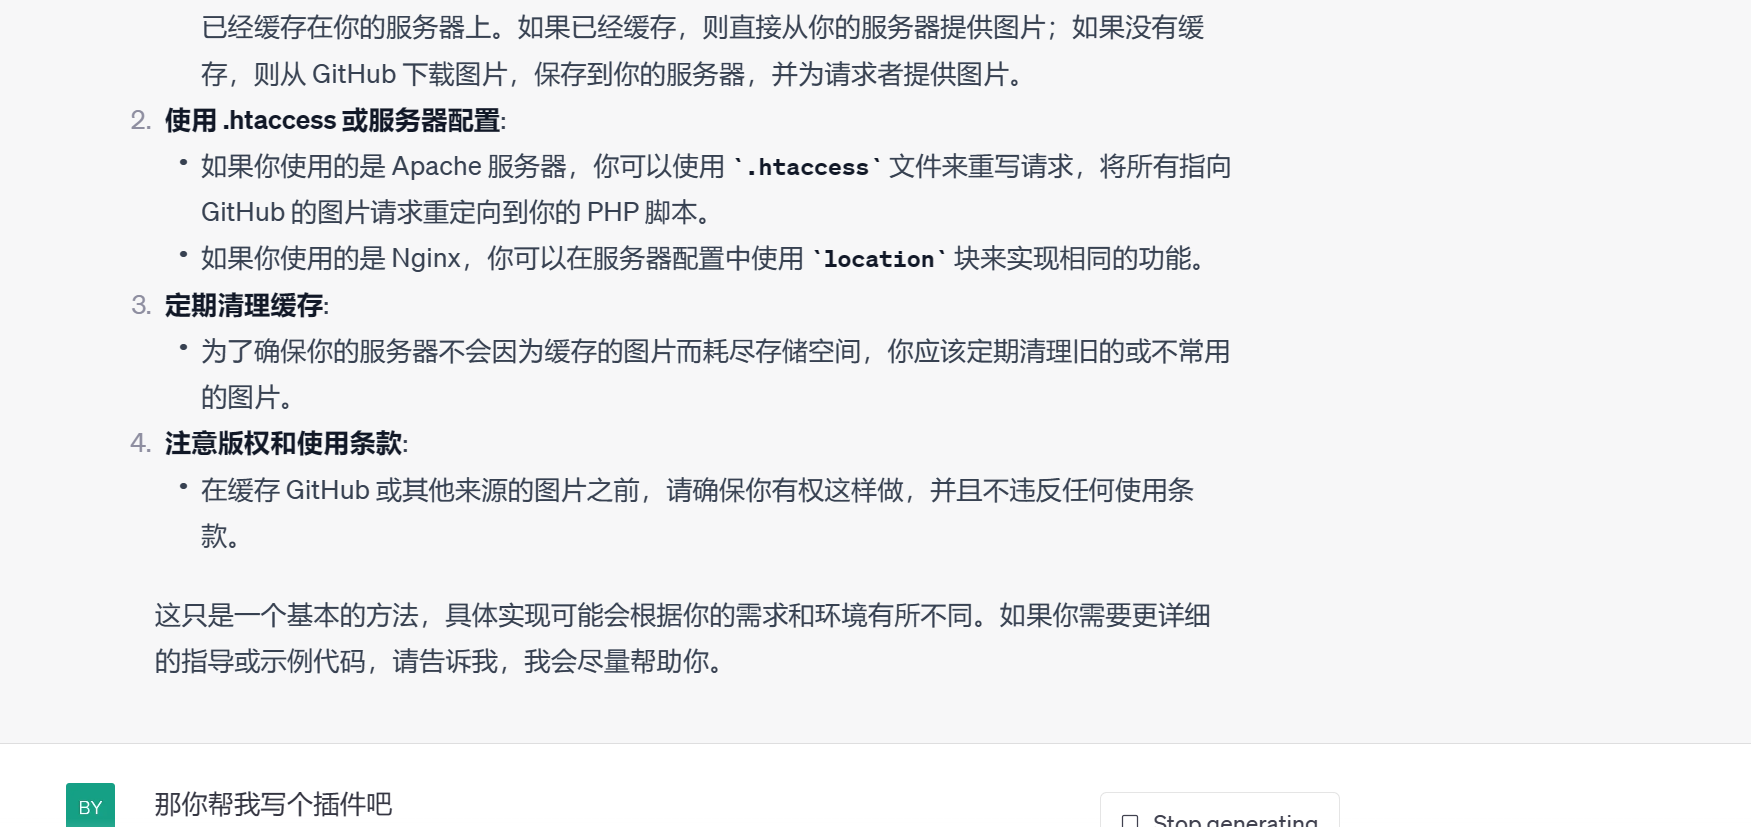 已经缓存在你的服务器上。如果已经缓存，则直接从你的服务器提供图片；如果没有缓
存，则从 GitHub 下载图片，保存到你的服务器，并为请求者提供图片。
2. 使用 .htaccess 或服务器配置:
• 如果你使用的是 Apache 服务器，你可以使用 `.htaccess` 文件来重写请求，将所有指向
GitHub 的图片请求重定向到你的 PHP 脚本。
• 如果你使用的是 Nginx，你可以在服务器配置中使用 `location` 块来实现相同的功能。
3. 定期清理缓存:
• 为了确保你的服务器不会因为缓存的图片而耗尽存储空间，你应该定期清理旧的或不常用
的图片。
4. 注意版权和使用条款:
• 在缓存 GitHub 或其他来源的图片之前，请确保你有权这样做，并且不违反任何使用条
款。
这只是一个基本的方法，具体实现可能会根据你的需求和环境有所不同。如果你需要更详细
的指导或示例代码，请告诉我，我会尽量帮助你。
BY 那你帮我写个插件吧
Stop generating